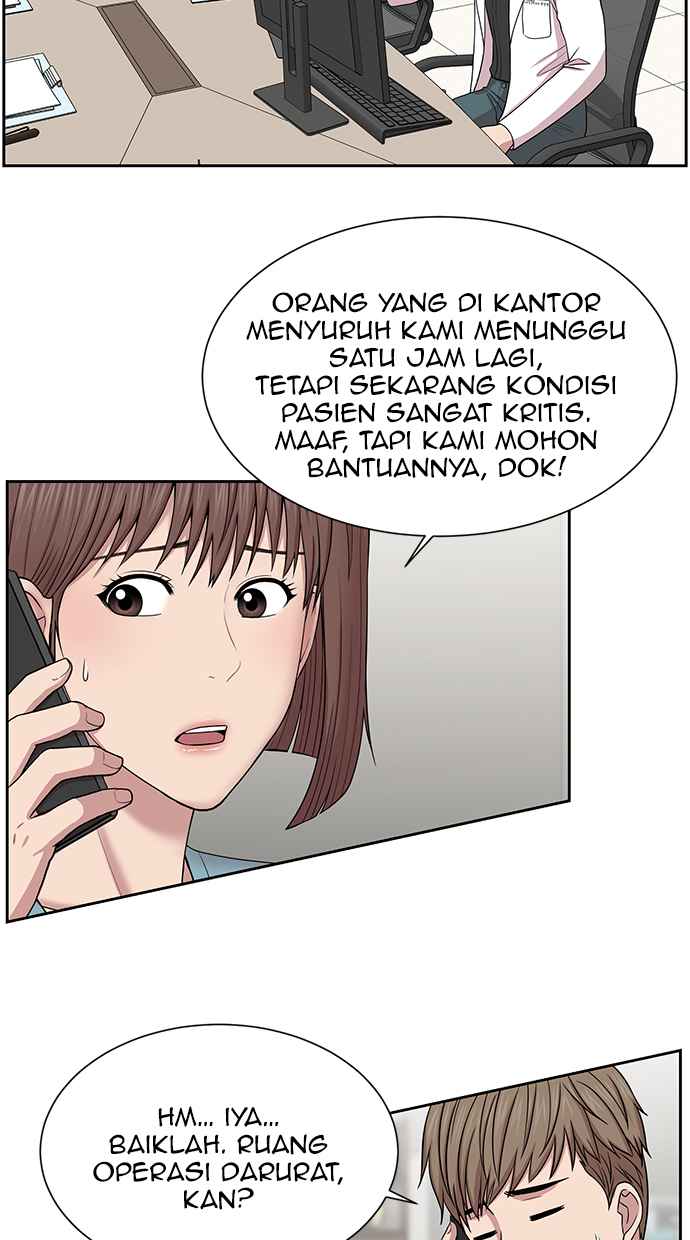 ORANG YANG DI KANTOR
MENYURUH KAMI MENUNGGU
SATU JAM LAGI,
TETAPI SEKARANG KONDISI
PASIEN SANGAT KRITIS.
MAAF, TAPI KAMI MOHON
BANTUANNYA, DOK!
HM... IYA...
BAIKLAH. RUANG
OPERASI DARURAT,
KAN?